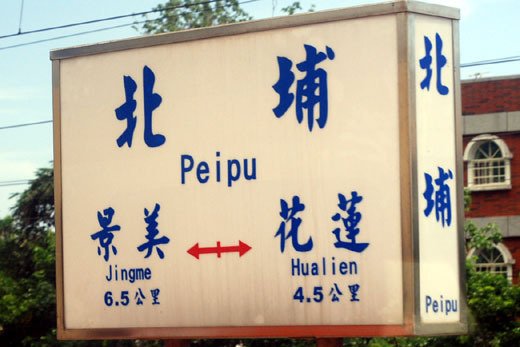 北埔
Peipu
景美 花蓮
Jingme Hualien
6.5公里 4.5公里
北埔
Peipu